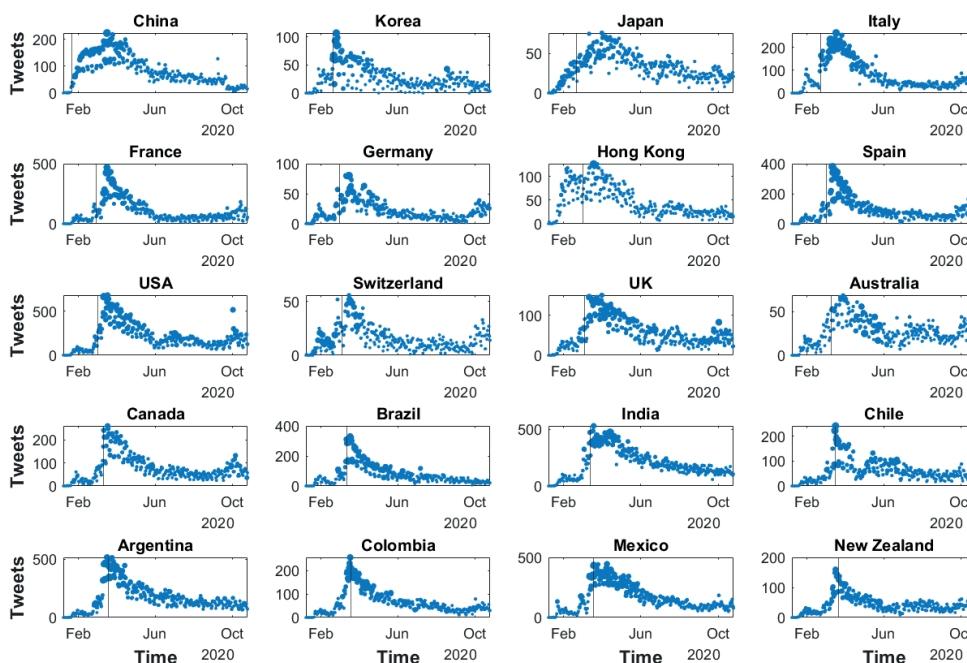 China Korea Japan Italy
Tweets 200 100 0 100 50 0 50 0 200 100 0
Feb Jun Oct Feb Jun Oct Feb Jun Oct Feb Jun Oc
2020 2020 2020 2020
France Germany Hong Kong Spain
Tweets 500 0 100 50 0 100 50 0 400 200 0
Feb Jun Oct Feb Jun Oct Feb Jun Oct Feb Jun Oc
2020 2020 2020 2020
USA Switzerland UK Australia
Tweets 500 0 50 0 100 0 50 0
Feb Jun Oct Feb Jun Oct Feb Jun Oct Feb Jun Oc
2020 2020 2020 2020
Canada Brazil India Chile
Tweets 200 100 0 400 200 0 500 0 200 100 0
Feb Jun Oct Feb Jun Oct Feb Jun Oct Feb Jun Oc
2020 2020 2020 2020
Argentina Colombia Mexico New Zealand
Tweets 500 0 200 100 0 500 0 200 100 0
Feb Jun Oct Feb Jun Oct Feb Jun Oct Feb Jun Oc
Time 2020 Time 2020 Time 2020 Time 2020